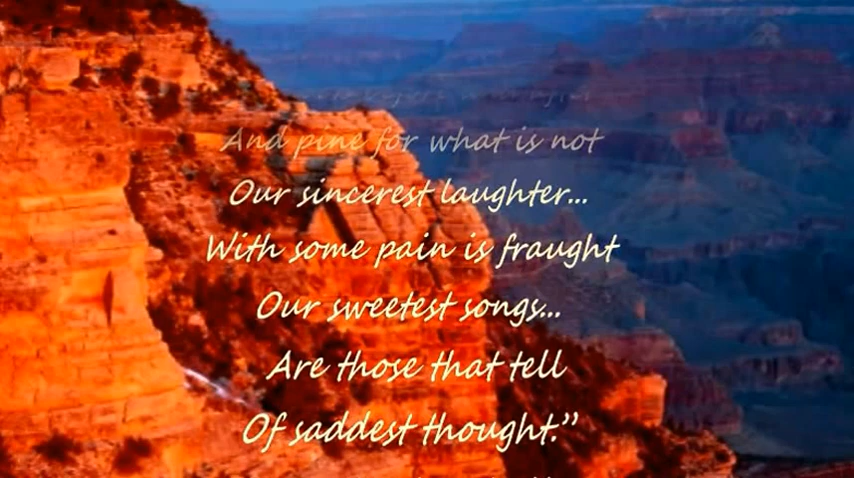 And pine for what is not
Our sincerest laughter...
With some pain is fraught
Our sweetest songs...
Are those that tell
Of saddest thought.”